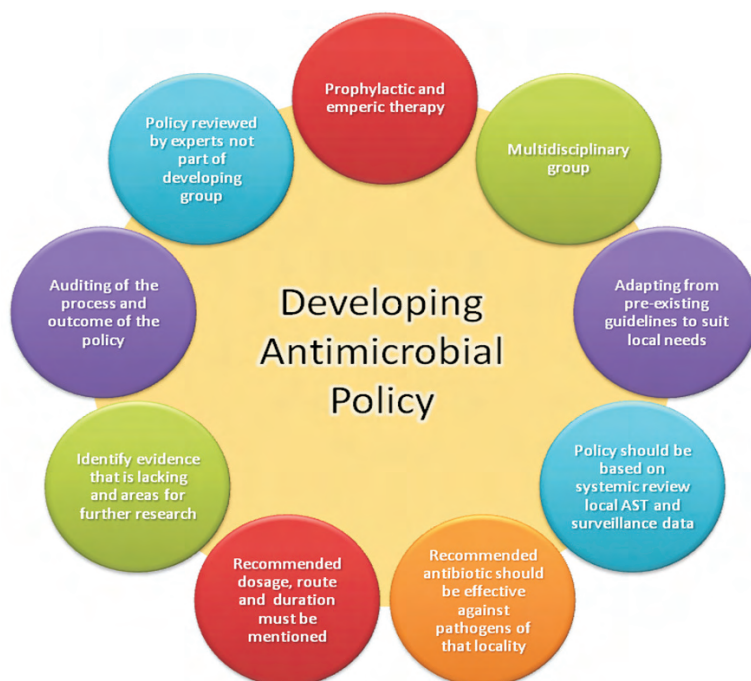 Prophylactic and
emperic therapy
Multidisciplinary
group
Adapting from
pre-existing
guidelines to suit
local needs
Policy should be
based on
systemic review
local AST and
surveillance data
Recommended
antibiotic should
be effective
against
pathogens of
that locality
Recommended
dosage, route
and duration
must be
mentioned
Identify evidence
that is lacking
and areas for
further research
Auditing of the
process and
outcome of the
policy
Policy reviewed
by experts not
part of
developing
group
Developing
Antimicrobial
Policy